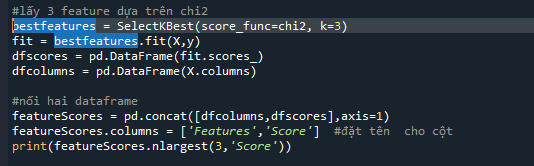 #lấy 3 feature dựa trên chi2
bestfeatures = SelectKBest(score_func=chi2, k=3)
fit = bestfeatures.fit(X,y)
dfscores = pd.DataFrame(fit.scores_)
dfcolumns = pd.DataFrame(X.columns)
#nối hai dataframe
featureScores = pd.concat([dfcolumns,dfscores],axis=1)
featureScores.columns = ['Features','Score']  #đặt tên  cho cột
print(featureScores.nlargest(3,'Score'))